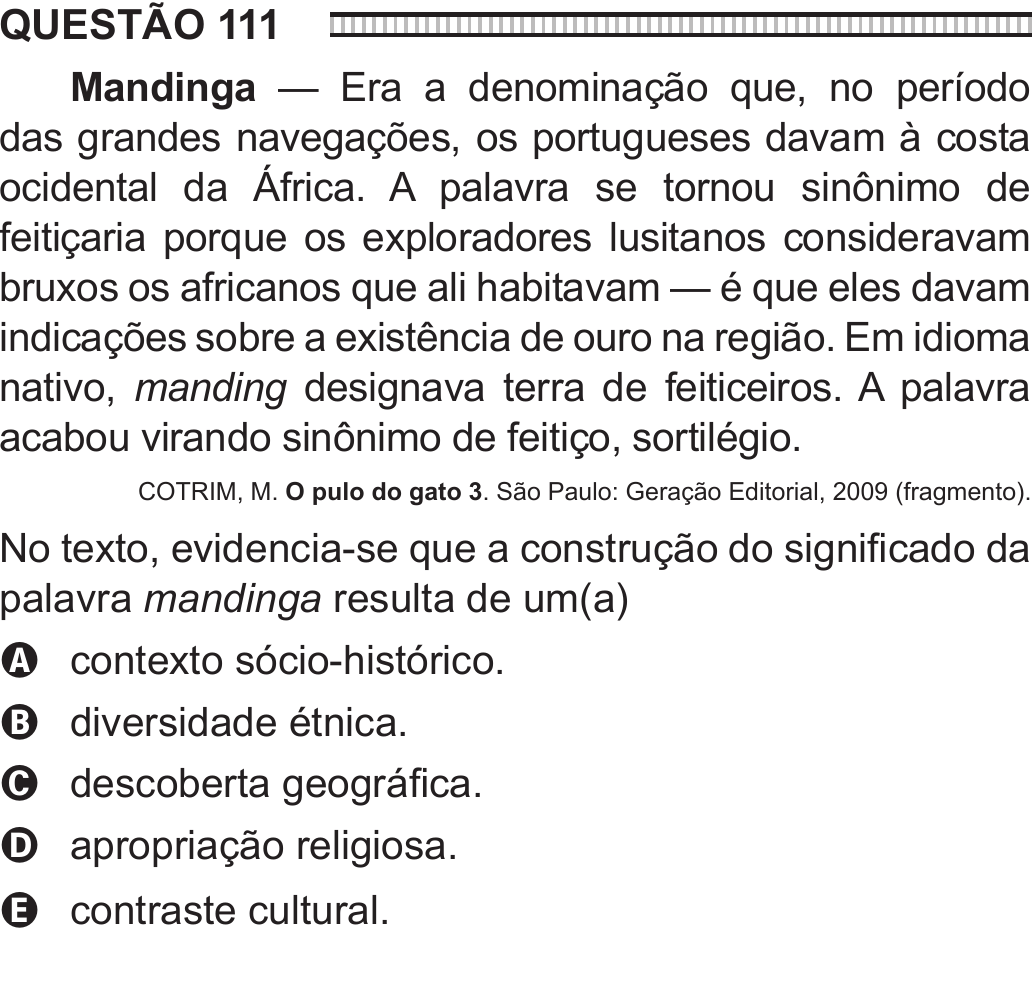 QUESTÃO 111
Mandinga — Era a denominação que, no período
das grandes navegações, os portugueses davam à costa
ocidental da África. A palavra se tornou sinônimo de
feitiçaria porque os exploradores lusitanos consideravam
bruxos os africanos que ali habitavam — é que eles davam
indicações sobre a existência de ouro na região. Em idioma
nativo, manding designava terra de feiticeiros. A palavra
acabou virando sinônimo de feitiço, sortilégio.
COTRIM, M. O pulo do gato 3. São Paulo: Geração Editorial, 2009 (fragmento).
No texto, evidencia-se que a construção do significado da
palavra mandinga resulta de um(a)
A contexto sócio-histórico.
B diversidade étnica.
C descoberta geográfica.
D apropriação religiosa.
E contraste cultural.